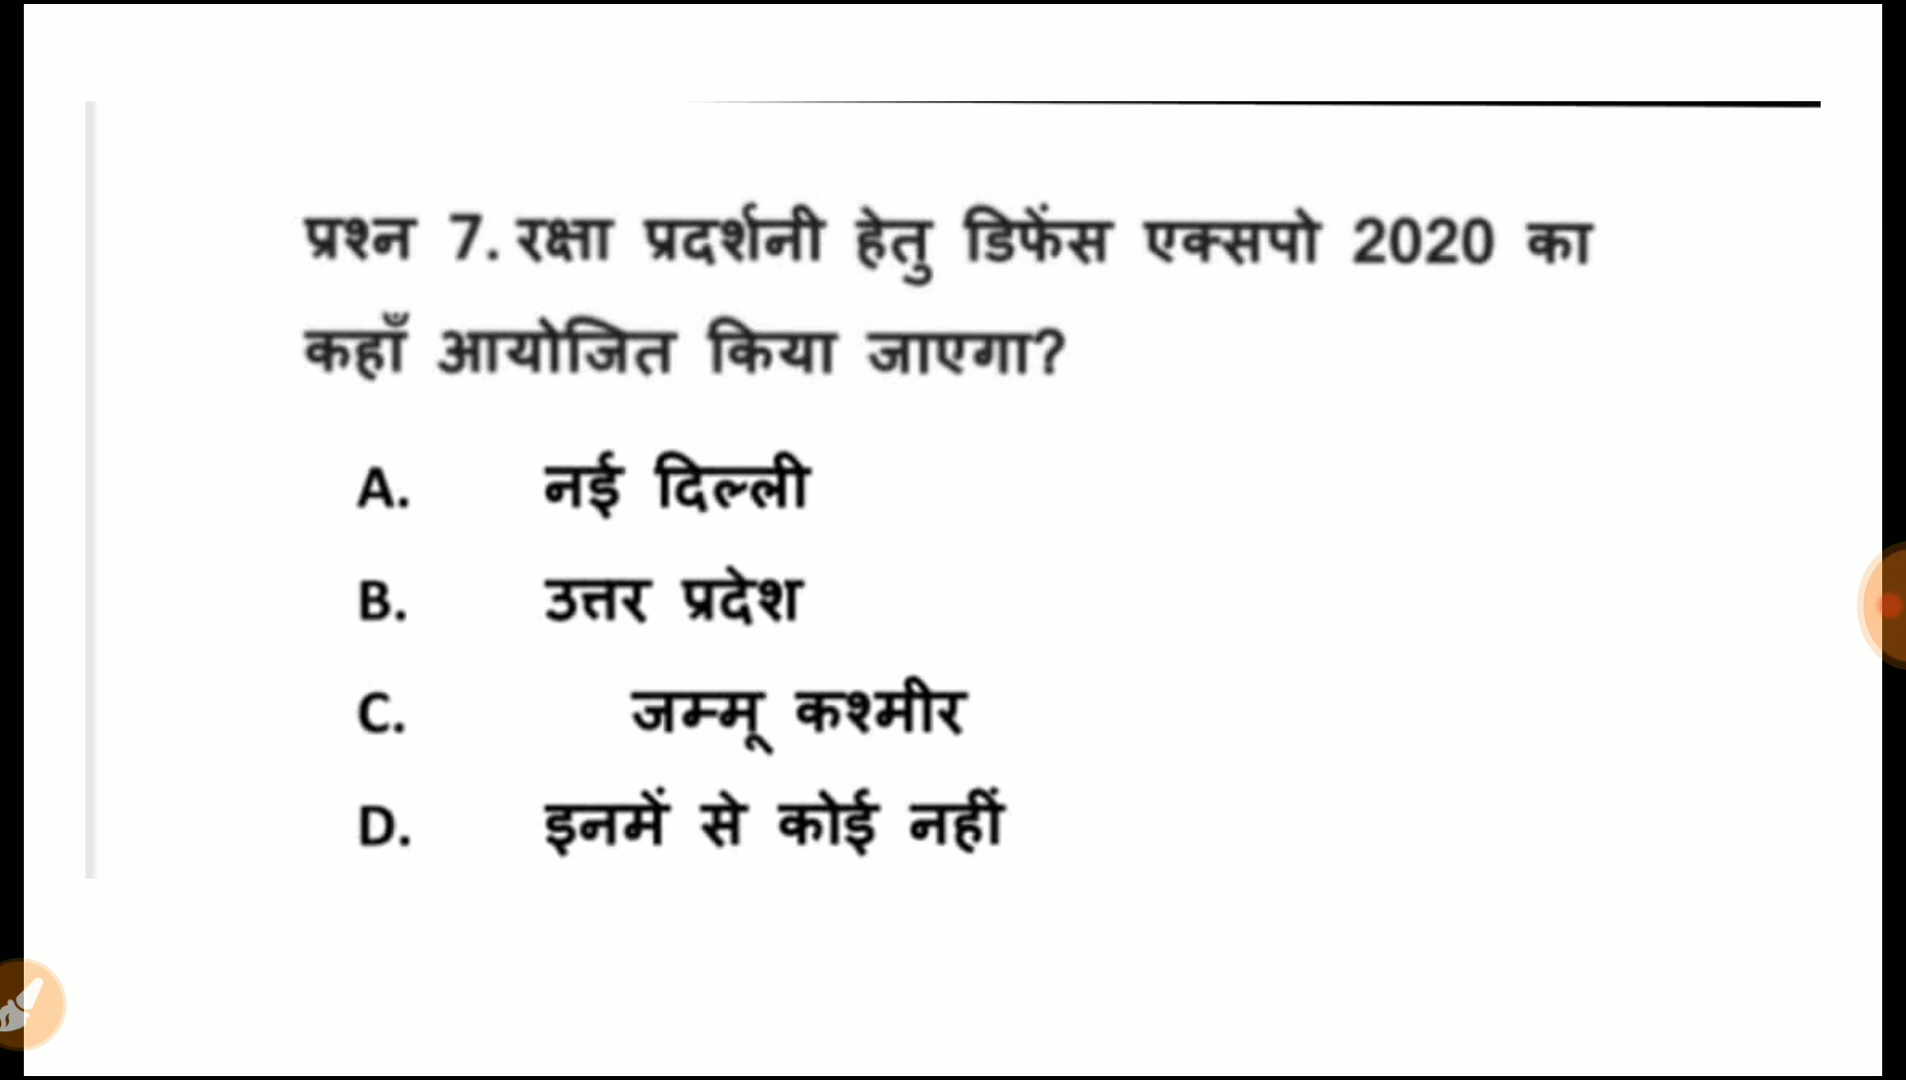 प्रश्न 7. रक्षा प्रदर्शनी हेतु डिफेंस एक्सपो 2020 का
कहाँ आयोजित किया जाएगा?
A. नई दिल्ली
B. उत्तर प्रदेश
C. जम्मू कश्मीर
D. इनमें से कोई नहीं